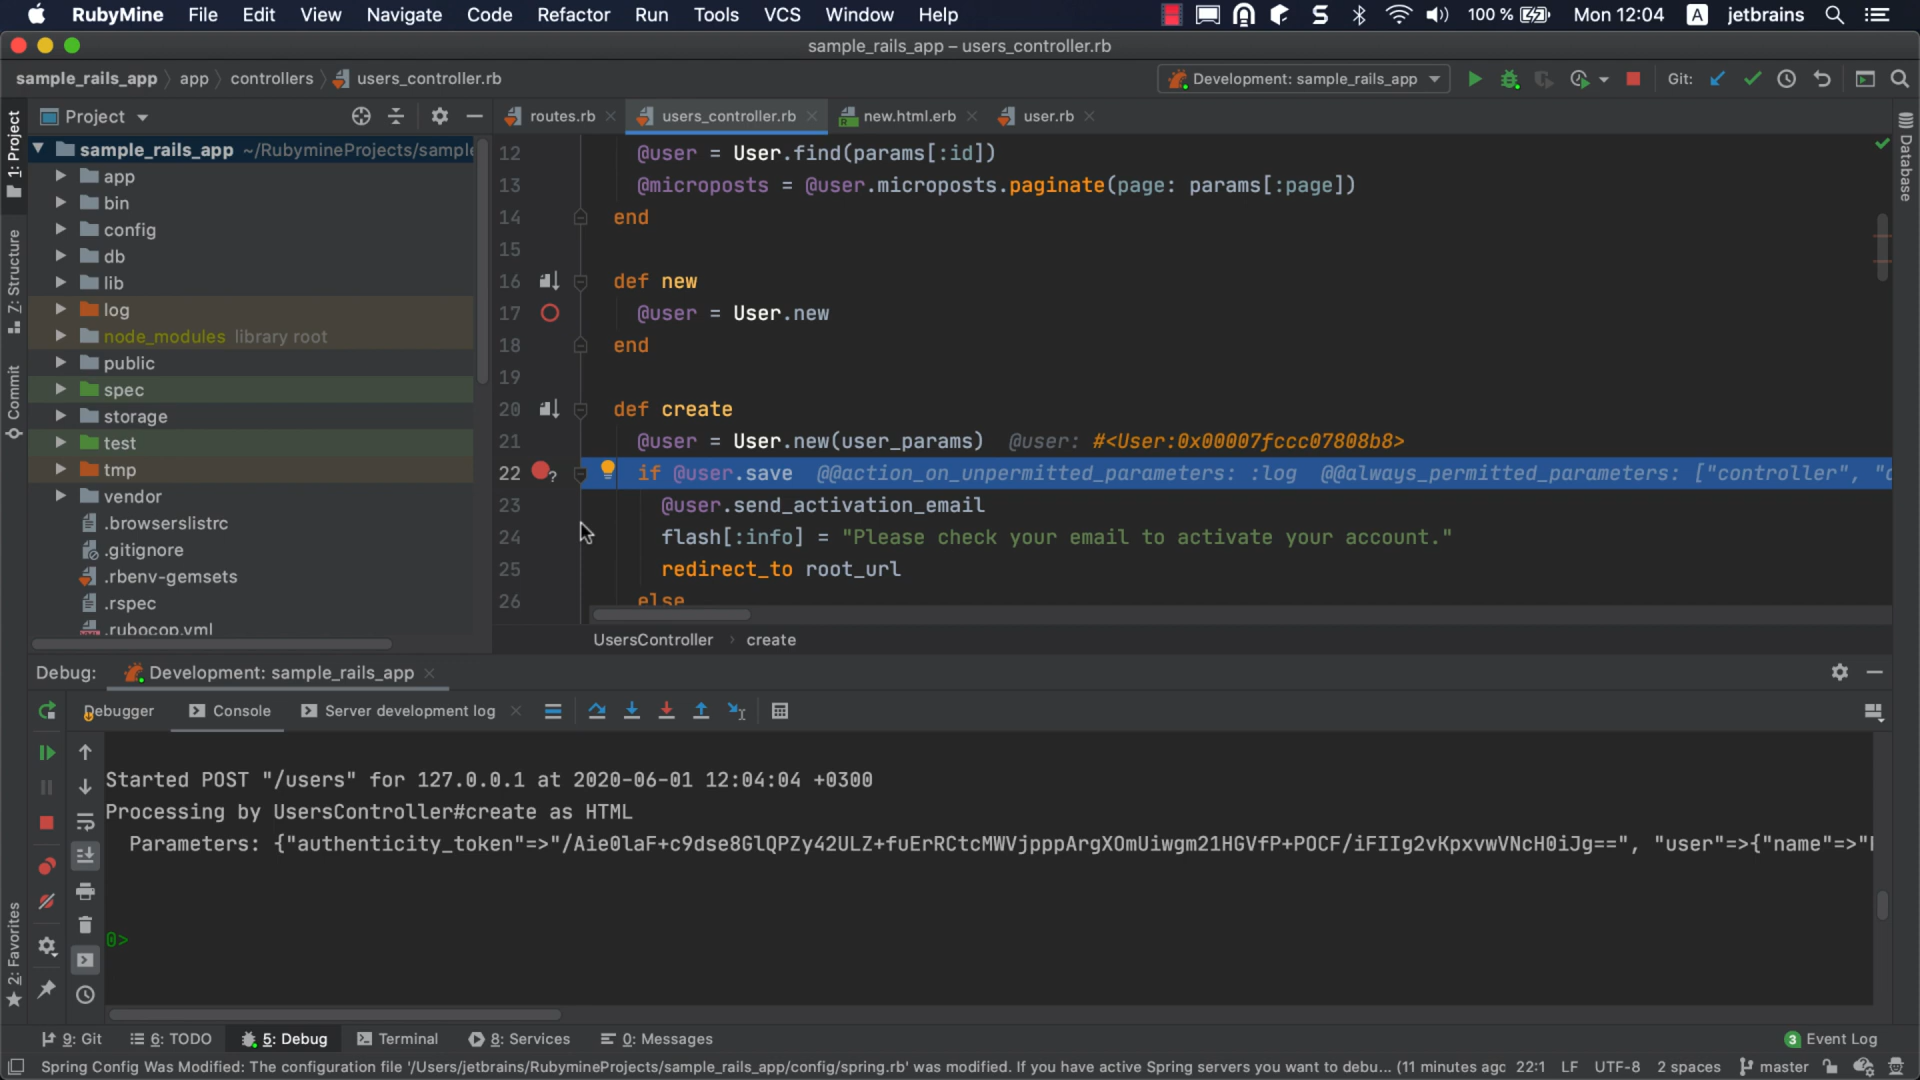 RubyMine File Edit View Navigate Code Refactor Run Tools VCS Window Help 100 % Mon 12:04 A jetbrains
sample_rails_app – users_controller.rb
sample_rails_app app controllers users_controller.rb Development: sample_rails_app Git:
1: Project
Z: Structure
Commit
2: Favorites
Project
sample_rails_app ~/RubymineProjects/sample
app
bin
config
db
lib
log
node_modules library root
public
spec
storage
test
tmp
vendor
.browserslistrc
.gitignore
.rbenv-gemsets
.rspec
.rubocop.yml
routes.rb users_controller.rb new.html.erb user.rb
Database
12 @user = User.find(params[:id])
13 @microposts = @user.microposts.paginate(page: params[:page])
14 end
15
16 def new
17 @user = User.new
18 end
19
20 def create
21 @user = User.new(user_params) @user: #<User:0x00007fccc07808b8>
22 if @user.save @@action_on_unpermitted_parameters: :log @@always_permitted_parameters: ["controller", "
23 @user.send_activation_email
24 flash[:info] = "Please check your email to activate your account."
25 redirect_to root_url
26 else
UsersController create
Debug: Development: sample_rails_app
Debugger Console Server development log
Started POST "/users" for 127.0.0.1 at 2020-06-01 12:04:04 +0300
Processing by UsersController#create as HTML
Parameters: {"authenticity_token"=>"/Aie0laF+c9dse8GlQPZy42ULZ+fuErRCtcMWVjpppArgXOmUiwgm21HGVfP+POCF/iFIIg2vKpxvwVNcH0iJg==", "user"=>{"name"=>"
0>
9: Git 6: TODO 5: Debug Terminal 8: Services 0: Messages 3 Event Log
Spring Config Was Modified: The configuration file '/Users/jetbrains/RubymineProjects/sample_rails_app/config/spring.rb' was modified. If you have active Spring servers you want to debu... (11 minutes agc 22:1 LF UTF-8 2 spaces master